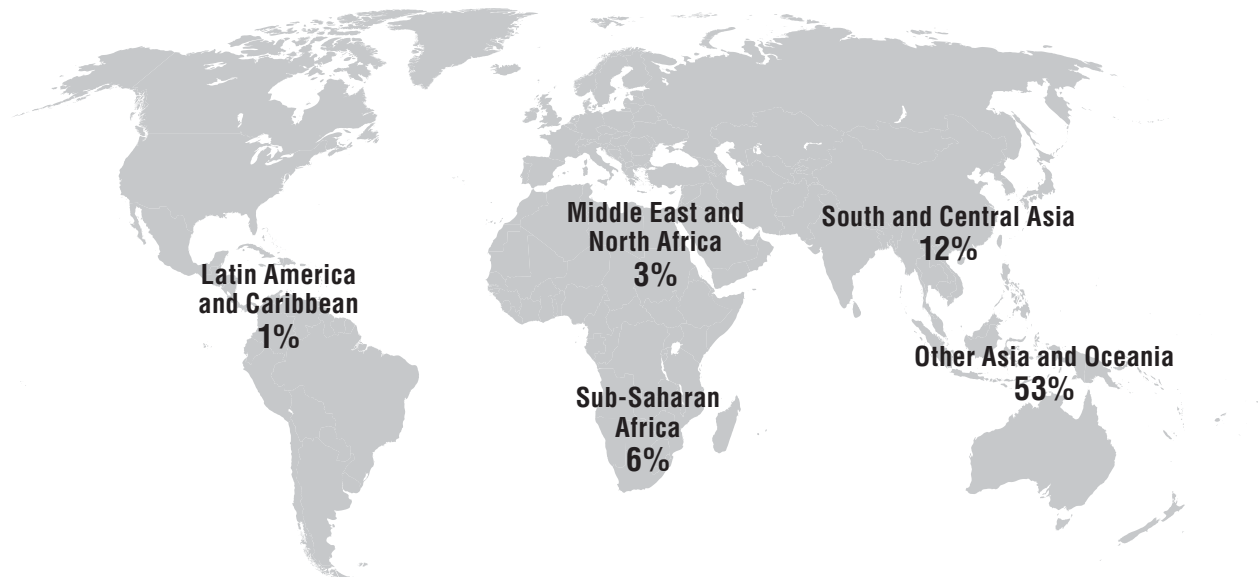 Middle East and
North Africa
3%
South and Central Asia
12%
Latin America
and Caribbean
1%
Other Asia and Oceania
53%
Sub-Saharan
Africa
6%